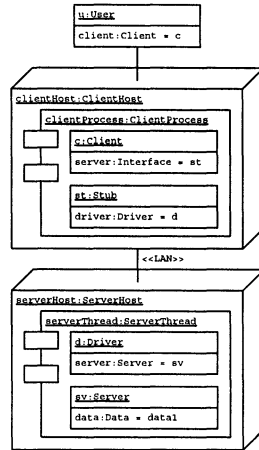 u:User
client:Client = c
clientHost:ClientHost
clientProcess:ClientProcess
c:Client
server:Interface = st
st:Stub
driver:Driver = d
<<LAN>>
serverHost:ServerHost
serverThread:ServerThread
d:Driver
server:Server = sv
sv:Server
data:Data = data1